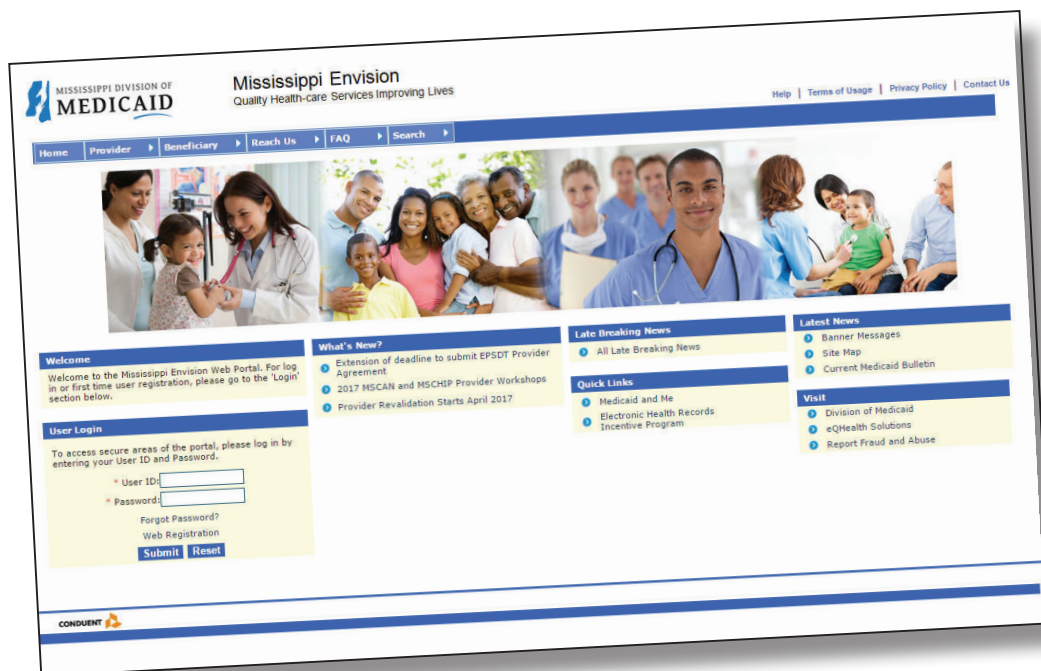 MISSISSIPPI DIVISION OF
MEDICAID
Mississippi Envision
Quality Health-care Services Improving Lives
Help | Terms of Usage | Privacy Policy | Contact Us
Home Provider Beneficiary Reach Us FAQ Search
Welcome
Welcome to the Mississippi Envision Web Portal. For log
in or first time user registration, please go to the 'Login'
section below.
User Login
To access secure areas of the portal, please log in by
entering your User ID and Password.
* User ID:
* Password:
Forgot Password?
Web Registration
Submit Reset
What's New?
Extension of deadline to submit EPSDT Provider
Agreement
2017 MSCAN and MSCHIP Provider Workshops
Provider Revalidation Starts April 2017
Late Breaking News
All Late Breaking News
Quick Links
Medicaid and Me
Electronic Health Records
Incentive Program
Latest News
Banner Messages
Site Map
Current Medicaid Bulletin
Visit
Division of Medicaid
eQHealth Solutions
Report Fraud and Abuse
CONDUENT